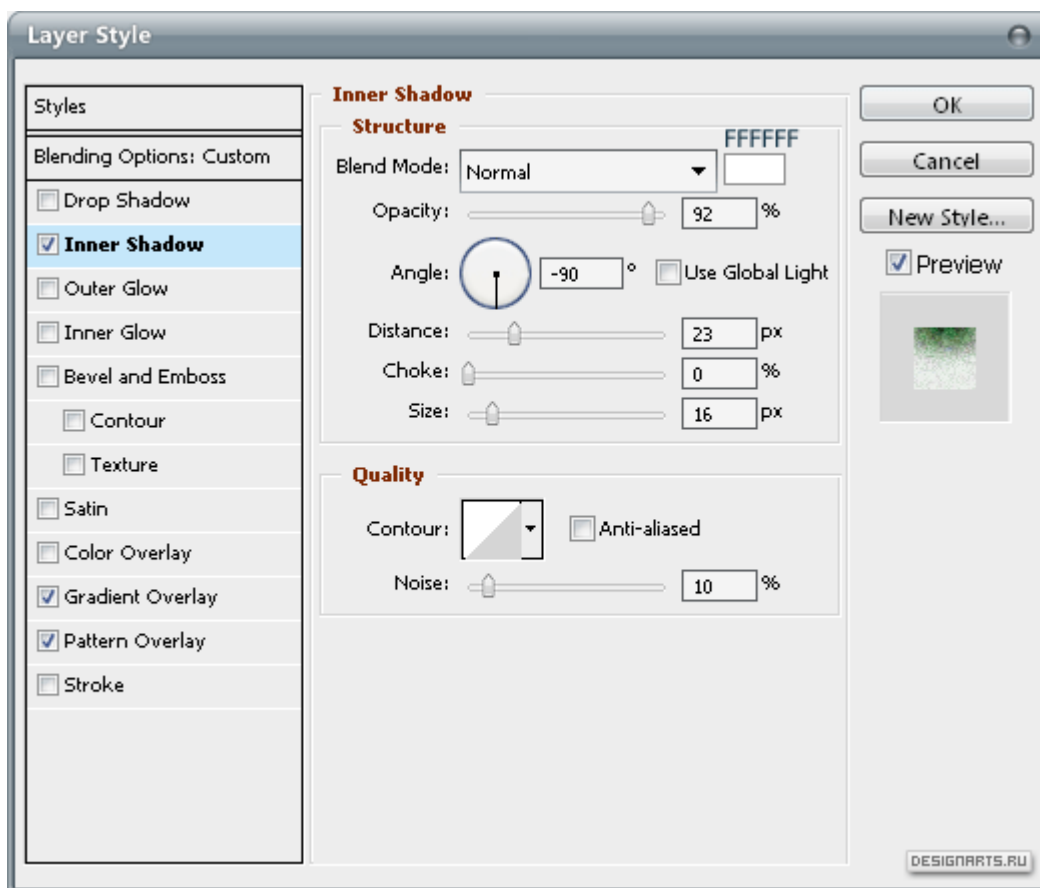 Layer Style
Styles
Blending Options: Custom
Drop Shadow
Inner Shadow
Outer Glow
Inner Glow
Bevel and Emboss
Contour
Texture
Satin
Color Overlay
Gradient Overlay
Pattern Overlay
Stroke
Inner Shadow
Structure
FFFFFF
Blend Mode: Normal
Opacity: 92 %
Angle: -90 ° Use Global Light
Distance: 23 px
Choke: 0 %
Size: 16 px
Quality
Contour: Anti-aliased
Noise: 10 %
OK
Cancel
New Style...
Preview
DESIGNARTS.RU